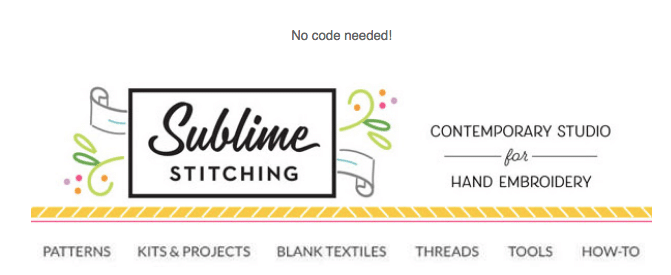 No code needed!
Sublime
STITCHING
CONTEMPORARY STUDIO
for
HAND EMBROIDERY
PATTERNS KITS & PROJECTS BLANK TEXTILES THREADS TOOLS HOW-TO